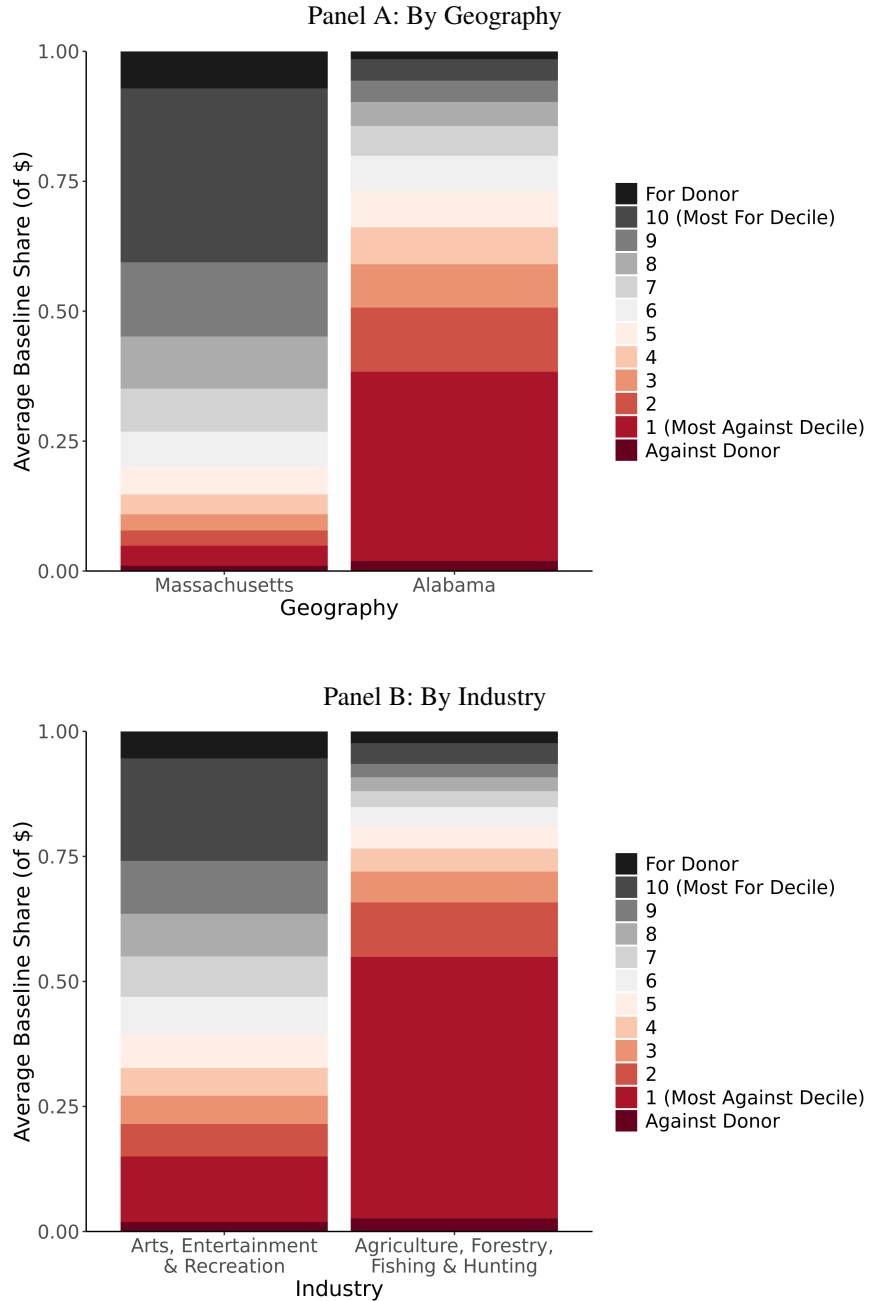 Panel A: By Geography
1.00
0.75
0.50
0.25
0.00
Average Baseline Share (of $)
Massachusetts
Alabama
Geography
For Donor
10 (Most For Decile)
9
8
7
6
5
4
3
2
1 (Most Against Decile)
Against Donor
Panel B: By Industry
1.00
0.75
0.50
0.25
0.00
Average Baseline Share (of $)
Arts, Entertainment
& Recreation
Agriculture, Forestry,
Fishing & Hunting
Industry
For Donor
10 (Most For Decile)
9
8
7
6
5
4
3
2
1 (Most Against Decile)
Against Donor